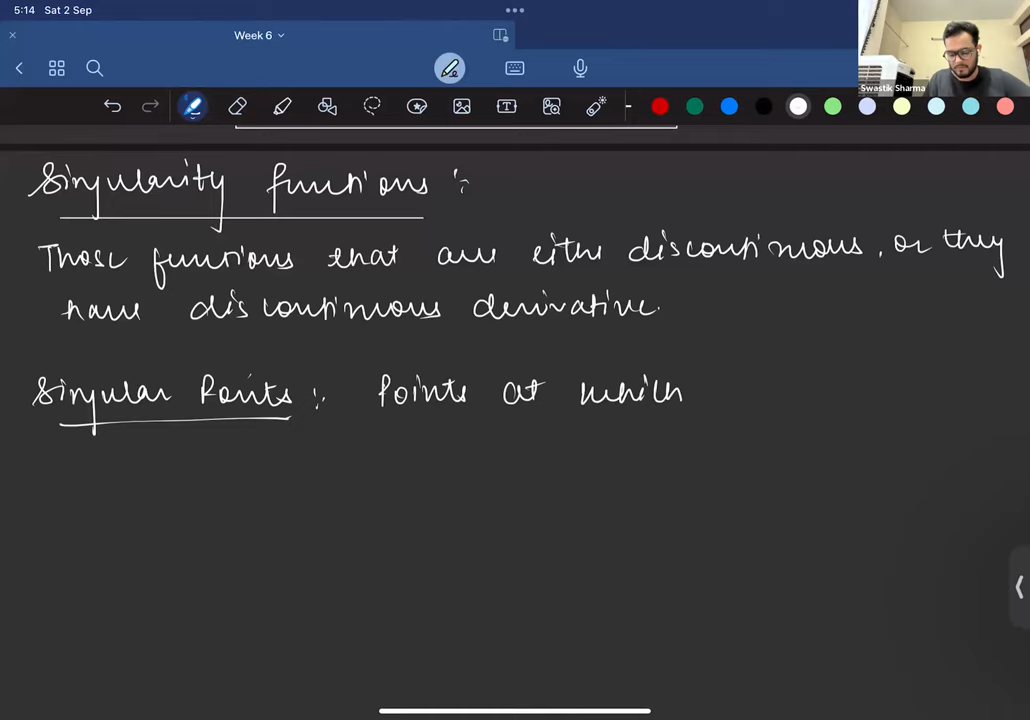 5:14 Sat 2 Sep
Week 6
Swastik Sharma
Singularity functions :-
Those functions that are either discontinuous, or they
have discontinuous derivative.
Singular Points :- Points at which